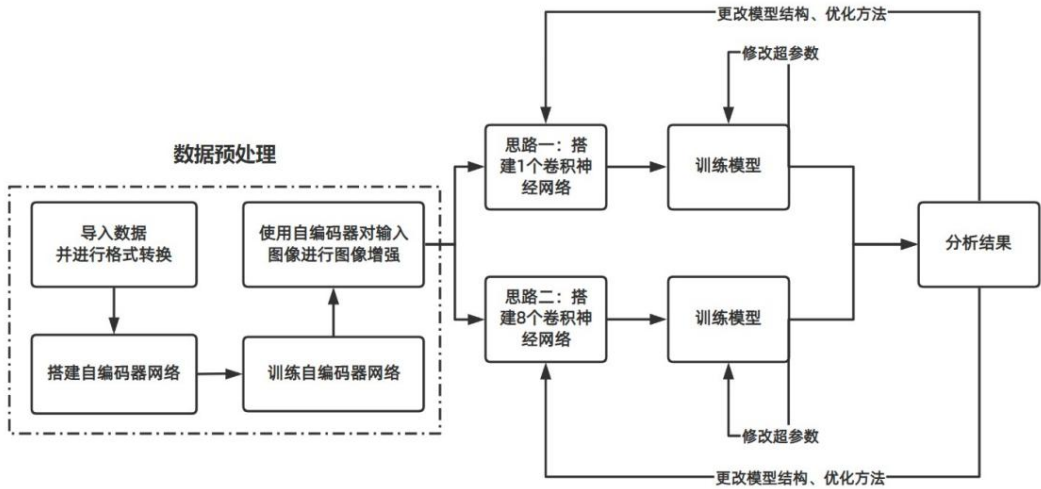 更改模型结构、优化方法
修改超参数
数据预处理
思路一：搭
建1个卷积神
经网络
训练模型
导入数据
并进行格式转换
使用自编码器对输入
图像进行图像增强
分析结果
思路二：搭
建8个卷积神
经网络
训练模型
搭建自编码器网络
训练自编码器网络
修改超参数
更改模型结构、优化方法